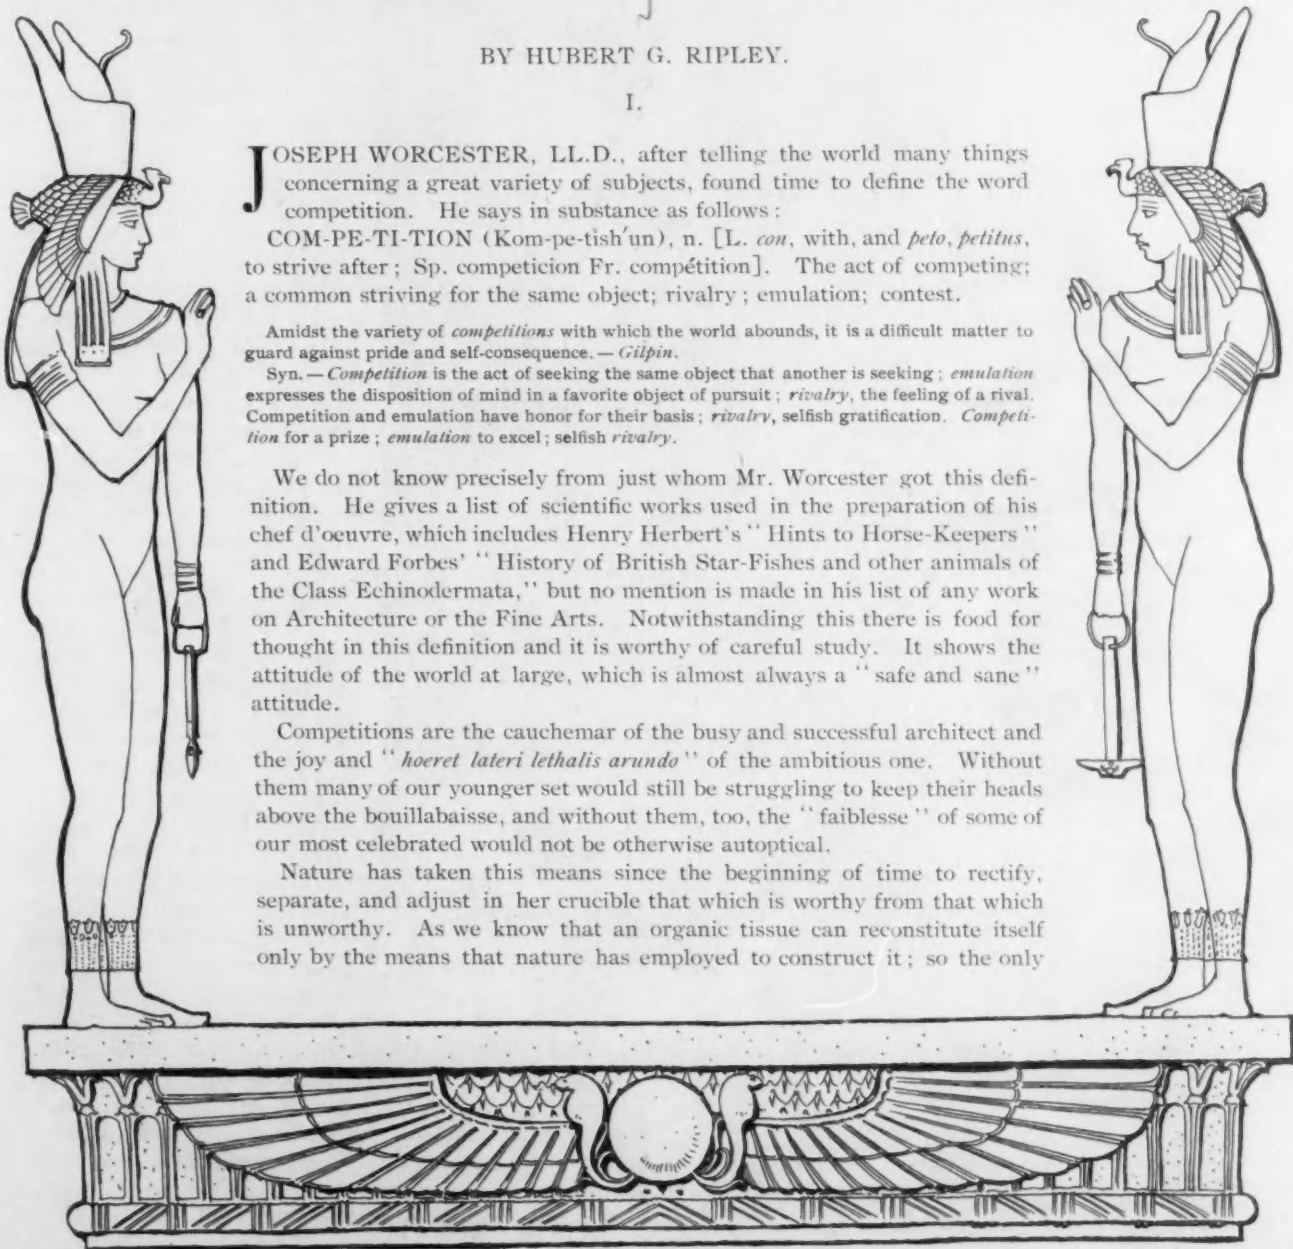 BY HUBERT G. RIPLEY.
I.
JOSEPH WORCESTER, LL.D., after telling the world many things
concerning a great variety of subjects, found time to define the word
competition. He says in substance as follows:
COM-PE-TI-TION (Kom-pe-tish'un), n. [L. con, with, and peto, petitus,
to strive after; Sp. competicion Fr. compétition]. The act of competing;
a common striving for the same object; rivalry; emulation; contest.
Amidst the variety of competitions with which the world abounds, it is a difficult matter to
guard against pride and self-consequence. — Gilpin.
Syn. — Competition is the act of seeking the same object that another is seeking; emulation
expresses the disposition of mind in a favorite object of pursuit; rivalry, the feeling of a rival.
Competition and emulation have honor for their basis; rivalry, selfish gratification. Competi-
tion for a prize; emulation to excel; selfish rivalry.
We do not know precisely from just whom Mr. Worcester got this defi-
nition. He gives a list of scientific works used in the preparation of his
chef d'oeuvre, which includes Henry Herbert's "Hints to Horse-Keepers"
and Edward Forbes' "History of British Star-Fishes and other animals of
the Class Echinodermata," but no mention is made in his list of any work
on Architecture or the Fine Arts. Notwithstanding this there is food for
thought in this definition and it is worthy of careful study. It shows the
attitude of the world at large, which is almost always a "safe and sane"
attitude.
Competitions are the cauchemar of the busy and successful architect and
the joy and "hoeret lateri lethalis arundo" of the ambitious one. Without
them many of our younger set would still be struggling to keep their heads
above the bouillabaisse, and without them, too, the "faiblesse" of some of
our most celebrated would not be otherwise autoptical.
Nature has taken this means since the beginning of time to rectify,
separate, and adjust in her crucible that which is worthy from that which
is unworthy. As we know that an organic tissue can reconstitute itself
only by the means that nature has employed to construct it; so the only